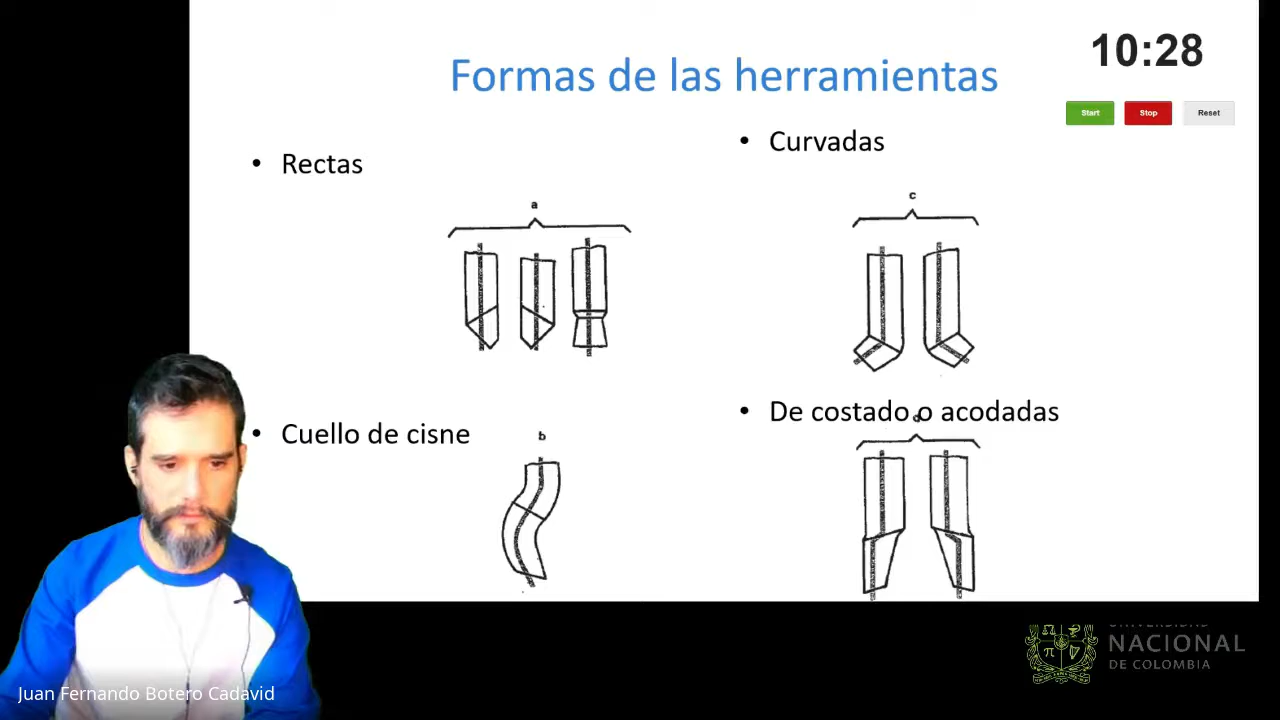 Formas de las herramientas
10:28
Start
Stop
Reset
• Rectas
a
• Curvadas
c
• Cuello de cisne
b
• De costado o acodadas
d
Juan Fernando Botero Cadavid
UNIVERSIDAD
NACIONAL
DE COLOMBIA